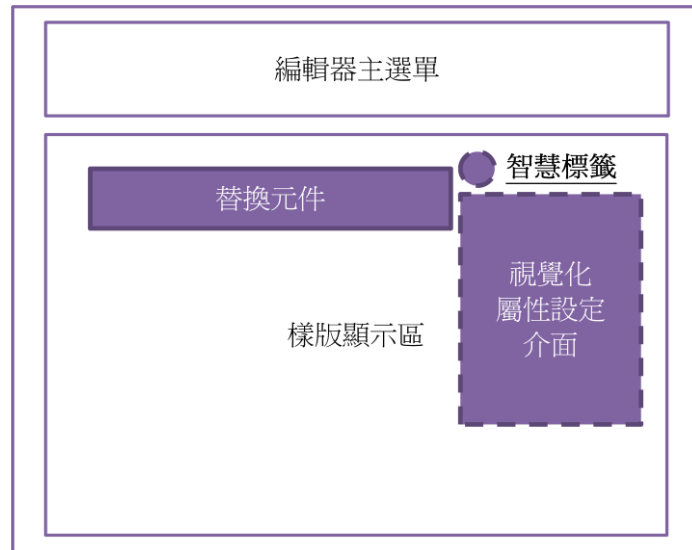 編輯器主選單
智慧標籤
替換元件
視覺化
屬性設定
介面
樣版顯示區